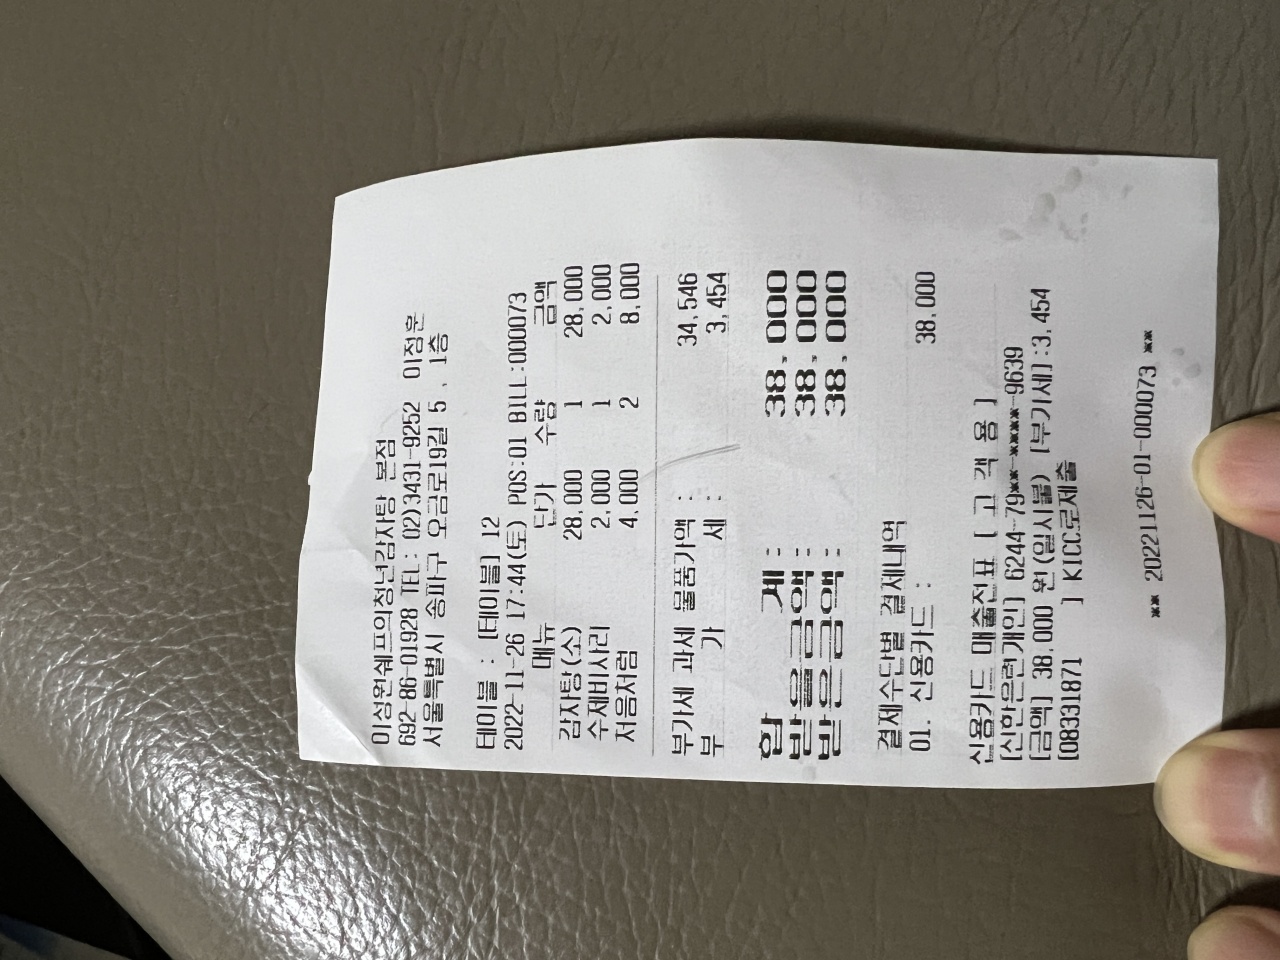 이성원쉐프의청년감자탕 본점
692-86-01928 TEL : 02)3431-9252 이정운
서울특별시 송파구 오금로19길 5 , 1층
테이블 : [테이블] 12
2022-11-26 17:44(토) POS:01 BILL:000073
메뉴 단가 수량 금액
감자탕(소) 28,000 1 28,000
수제비사리 2,000 1 2,000
처음처럼 4,000 2 8,000
부가세 과세 물품가액 : 34,546
부 가 세 : 3,454
합 계 : 38,000
받을금액 : 38,000
받은금액 : 38,000
결제수단별 결제내역
01. 신용카드 : 38,000
신용카드 매출전표 [ 고 객 용 ]
[신한은련개인] 6244-79**-****-9639
[금액] 38,000 원(일시불) [부가세]:3,454
[08331871 ] KICC로제출
** 20221126-01-000073 **